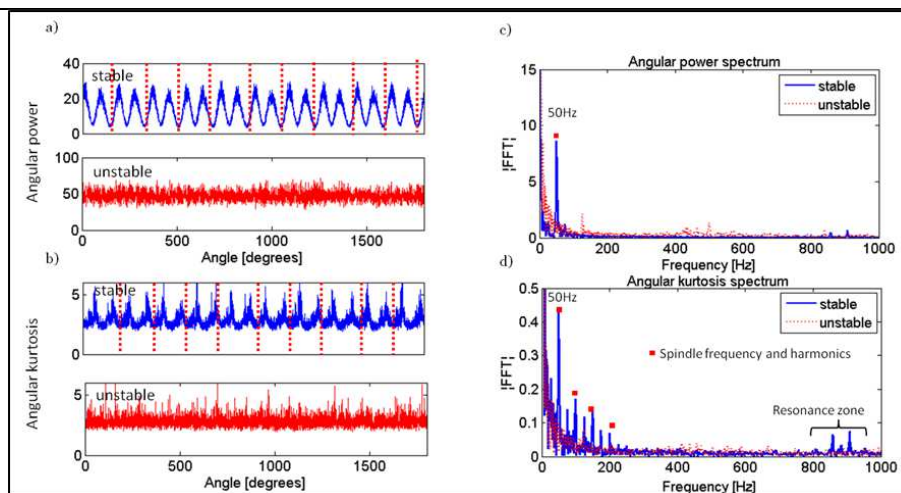 a)
Angular power
40
20
0
stable
100
50
0
unstable
0 500 1000 1500
Angle [degrees]
b)
Angular kurtosis
5
0
stable
5
0
unstable
0 500 1000 1500
Angle [degrees]
c)
Angular power spectrum
15
10
5
0
|FFT|
50Hz
stable
unstable
0 200 400 600 800 1000
Frequency [Hz]
d)
Angular kurtosis spectrum
0.5
0.4
0.3
0.2
0.1
0
|FFT|
50Hz
stable
unstable
Spindle frequency and harmonics
Resonance zone
0 200 400 600 800 1000
Frequency [Hz]